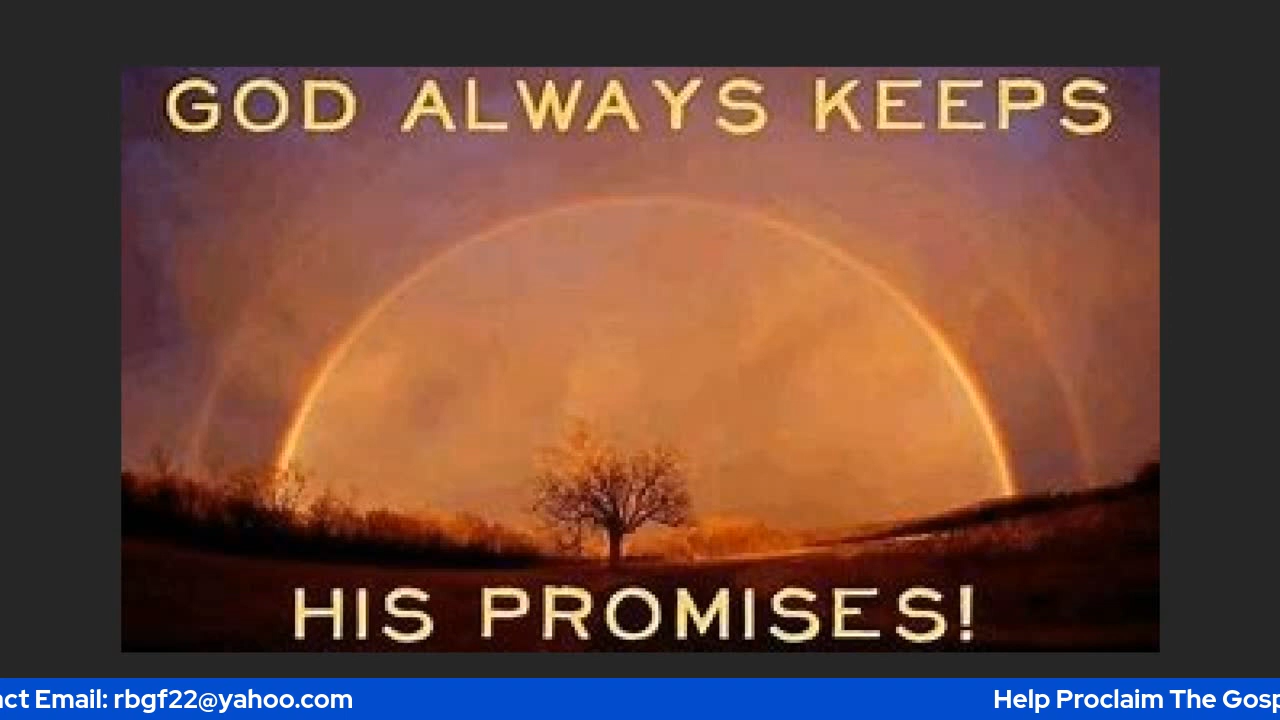 GOD ALWAYS KEEPS
HIS PROMISES!
act Email: rbgf22@yahoo.com
Help Proclaim The Gosp